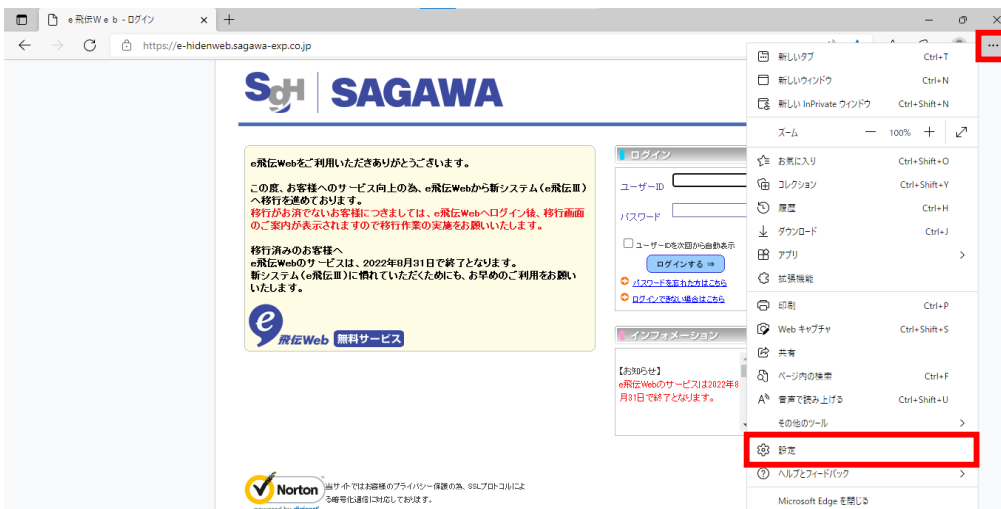 e飛伝Web - ログイン
https://e-hidenweb.sagawa-exp.co.jp
SGH SAGAWA
e飛伝Webをご利用いただきありがとうございます。
この度、お客様へのサービス向上の為、e飛伝Webから新システム(e飛伝Ⅲ)
へ移行を進めております。
移行がお済でないお客様につきましては、e飛伝Webへログイン後、移行画面
のご案内が表示されますので移行作業の実施をお願いいたします。
移行済みのお客様へ
e飛伝Webのサービスは、2022年8月31日で終了となります。
新システム(e飛伝Ⅲ)に慣れていただくためにも、お早めのご利用をお願い
いたします。
e飛伝Web 無料サービス
ログイン
ユーザーID
パスワード
ユーザーIDを次回から自動表示
ログインする ⇒
パスワードを忘れた方はこちら
ログインできない場合はこちら
インフォメーション
【お知らせ】
e飛伝Webのサービスは2022年8
月31日で終了となります。
Norton
powered by digicert
当サイトではお客様のプライバシー保護の為、SSLプロトコルによ
る暗号化通信に対応しております。
新しいタブ Ctrl+T
新しいウィンドウ Ctrl+N
新しい InPrivate ウィンドウ Ctrl+Shift+N
ズーム — 100% +
お気に入り Ctrl+Shift+O
コレクション Ctrl+Shift+Y
履歴 Ctrl+H
ダウンロード Ctrl+J
アプリ
拡張機能
印刷 Ctrl+P
Web キャプチャ Ctrl+Shift+S
共有
ページ内の検索 Ctrl+F
音声で読み上げる Ctrl+Shift+U
その他のツール
設定
ヘルプとフィードバック
Microsoft Edge を閉じる